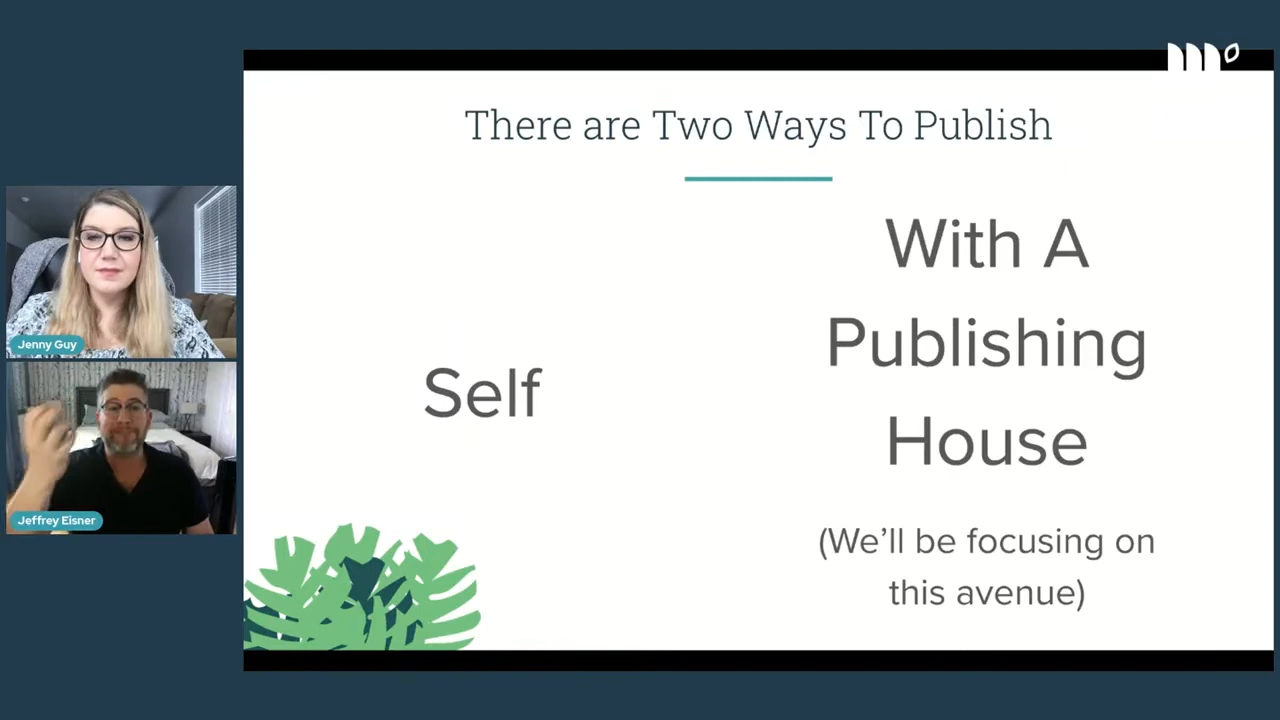 There are Two Ways To Publish
Jenny Guy
Jeffrey Eisner
Self
With A
Publishing
House
(We’ll be focusing on
this avenue)